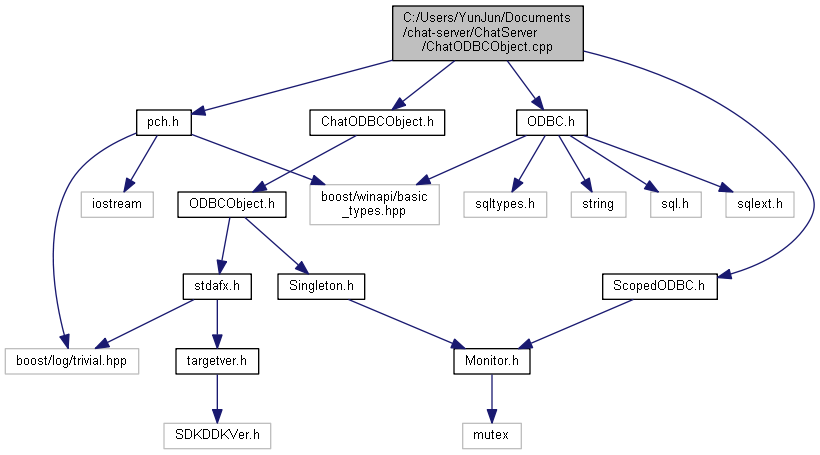 C:/Users/YunJun/Documents
/chat-server/ChatServer
/ChatODBCObject.cpp
pch.h
ChatODBCObject.h
ODBC.h
iostream
ODBCObject.h
boost/winapi/basic
_types.hpp
sqltypes.h
string
sql.h
sqlext.h
stdafx.h
Singleton.h
ScopedODBC.h
boost/log/trivial.hpp
targetver.h
Monitor.h
SDKDDKVer.h
mutex